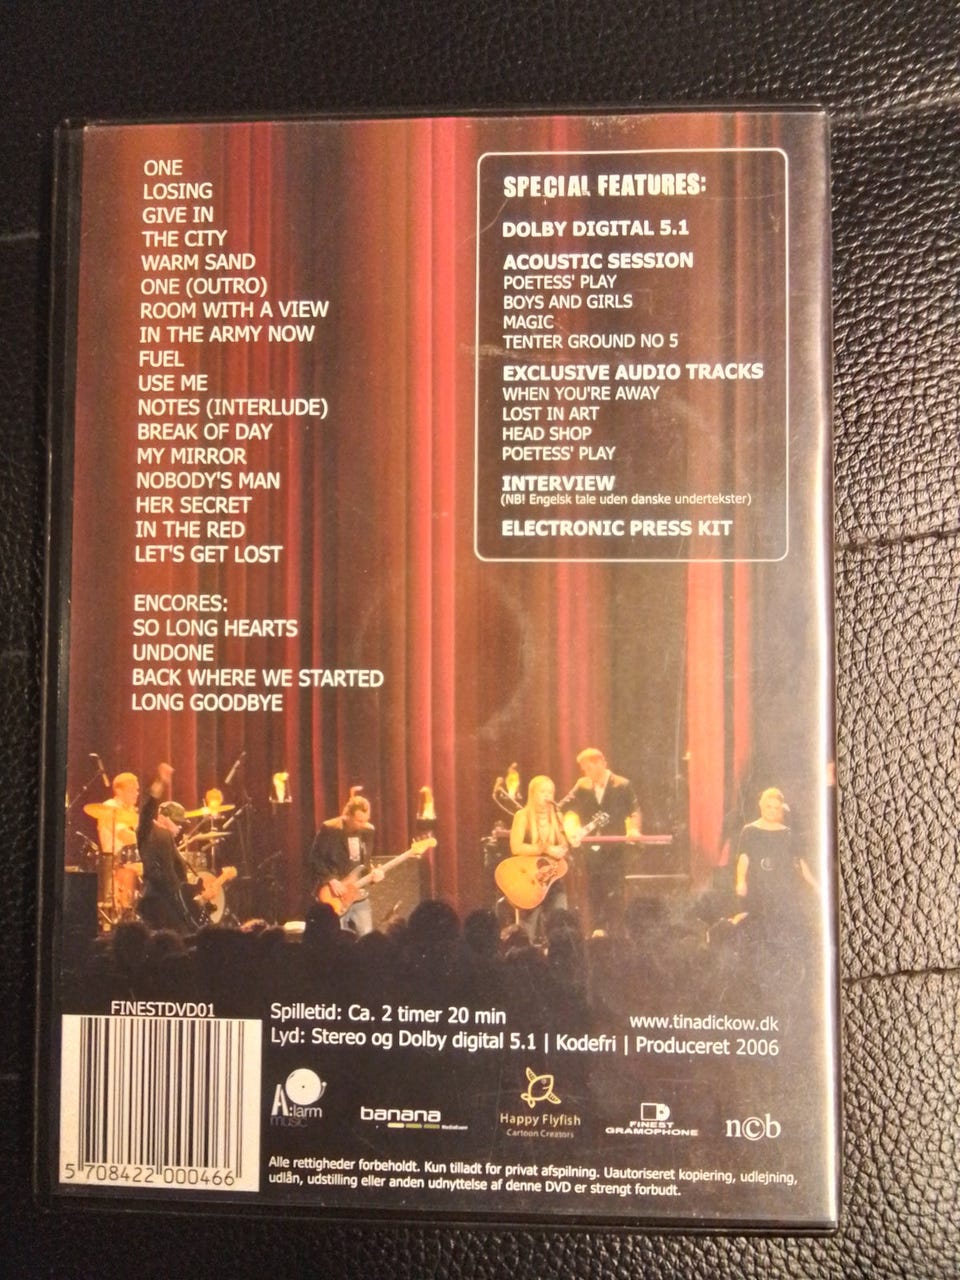 ONE
LOSING
GIVE IN
THE CITY
WARM SAND
ONE (OUTRO)
ROOM WITH A VIEW
IN THE ARMY NOW
FUEL
USE ME
NOTES (INTERLUDE)
BREAK OF DAY
MY MIRROR
NOBODY'S MAN
HER SECRET
IN THE RED
LET'S GET LOST
ENCORES:
SO LONG HEARTS
UNDONE
BACK WHERE WE STARTED
LONG GOODBYE
SPECIAL FEATURES:
DOLBY DIGITAL 5.1
ACOUSTIC SESSION
POETESS' PLAY
BOYS AND GIRLS
MAGIC
TENTER GROUND NO 5
EXCLUSIVE AUDIO TRACKS
WHEN YOU'RE AWAY
LOST IN ART
HEAD SHOP
POETESS' PLAY
INTERVIEW
(NB! Engelsk tale uden danske undertekster)
ELECTRONIC PRESS KIT
FINESTDVD01
5 708422 000466
Spilletid: Ca. 2 timer 20 min
www.tinadickow.dk
Lyd: Stereo og Dolby digital 5.1 | Kodefri | Produceret 2006
A:larm
music
banana
MediaEvent
Happy Flyfish
Cartoon Creators
FINEST
GRAMOPHONE
ncb
Alle rettigheder forbeholdt. Kun tilladt for privat afspilning. Uautoriseret kopiering, udlejning,
udlån, udstilling eller anden udnyttelse af denne DVD er strengt forbudt.